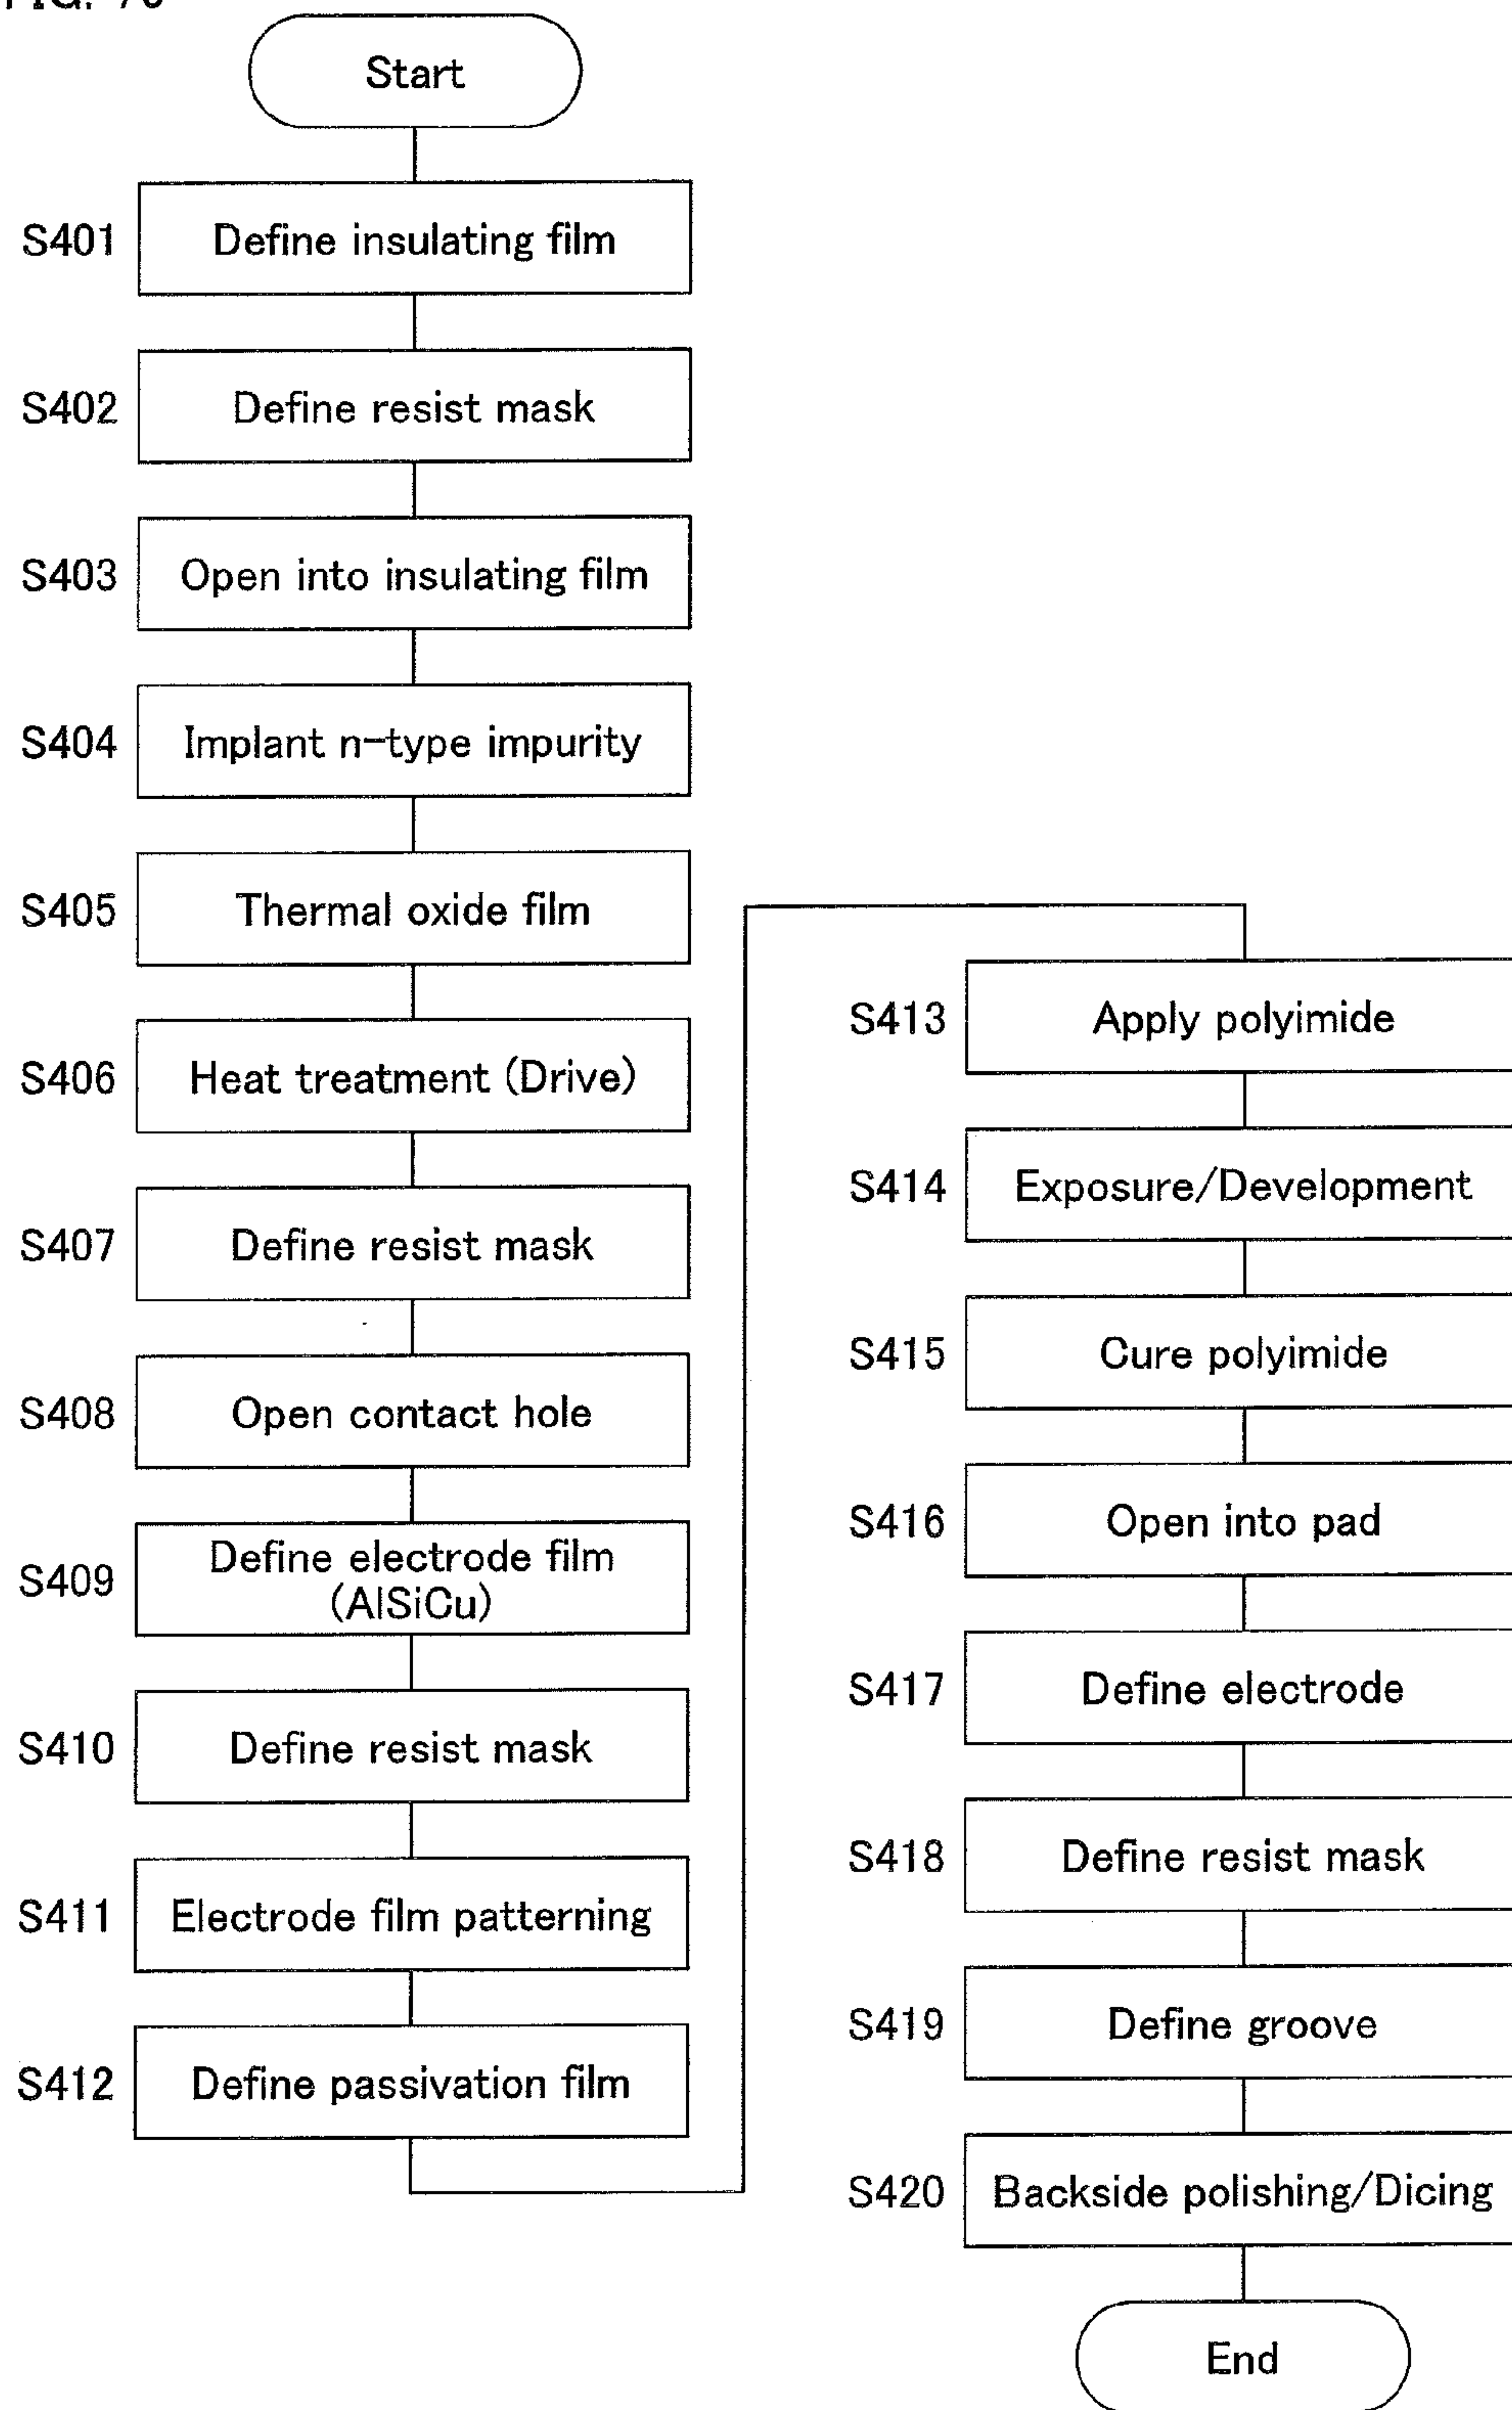 Start
S401 Define insulating film
S402 Define resist mask
S403 Open into insulating film
S404 Implant n-type impurity
S405 Thermal oxide film
S406 Heat treatment (Drive)
S407 Define resist mask
S408 Open contact hole
S409 Define electrode film
(AlSiCu)
S410 Define resist mask
S411 Electrode film patterning
S412 Define passivation film
S413 Apply polyimide
S414 Exposure/Development
S415 Cure polyimide
S416 Open into pad
S417 Define electrode
S418 Define resist mask
S419 Define groove
S420 Backside polishing/Dicing
End